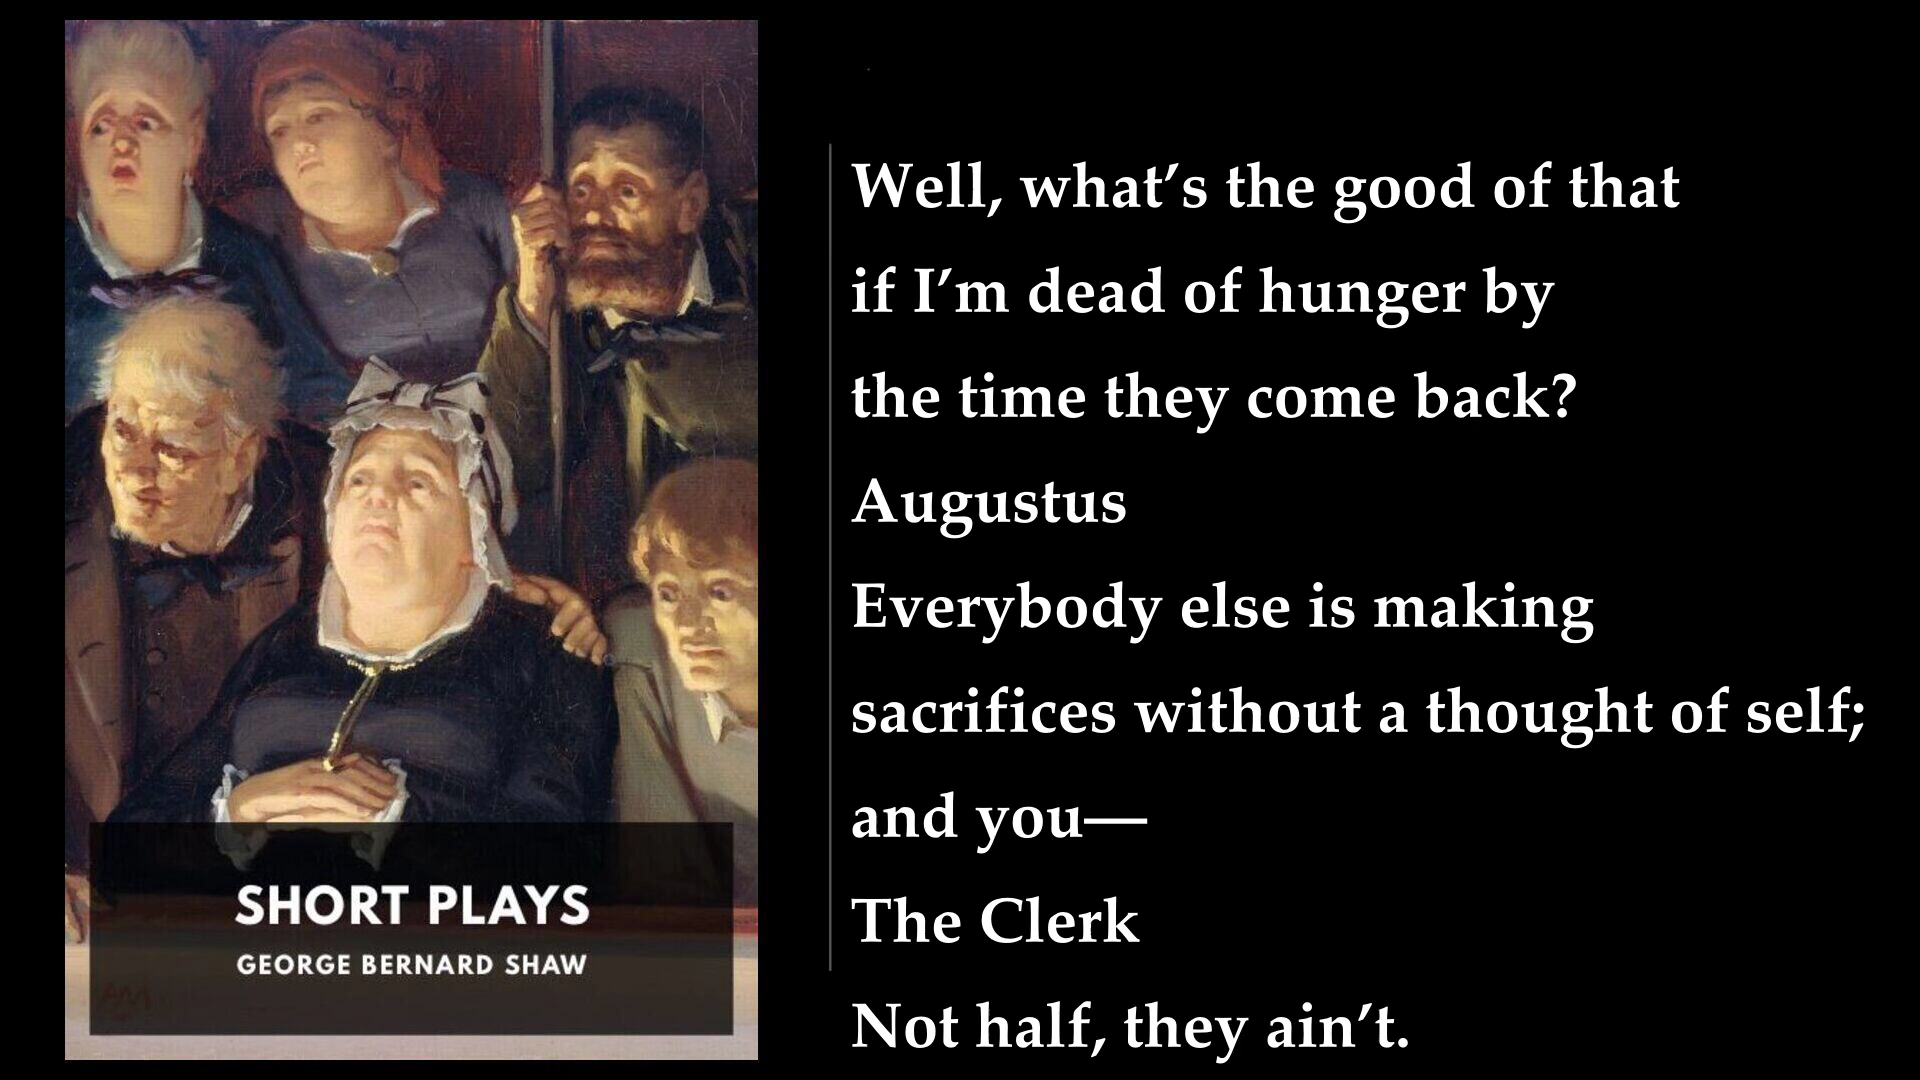 SHORT PLAYS
GEORGE BERNARD SHAW
Well, what’s the good of that
if I’m dead of hunger by
the time they come back?
Augustus
Everybody else is making
sacrifices without a thought of self;
and you—
The Clerk
Not half, they ain’t.